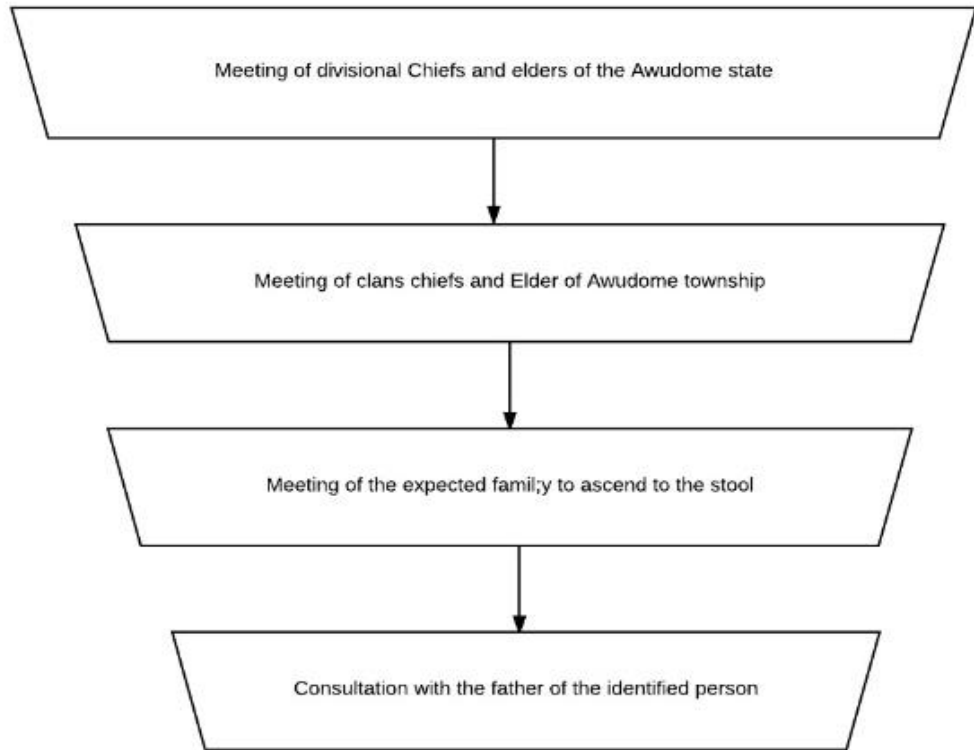 Meeting of divisional Chiefs and elders of the Awudome state
Meeting of clans chiefs and Elder of Awudome township
Meeting of the expected famil;y to ascend to the stool
Consultation with the father of the identified person